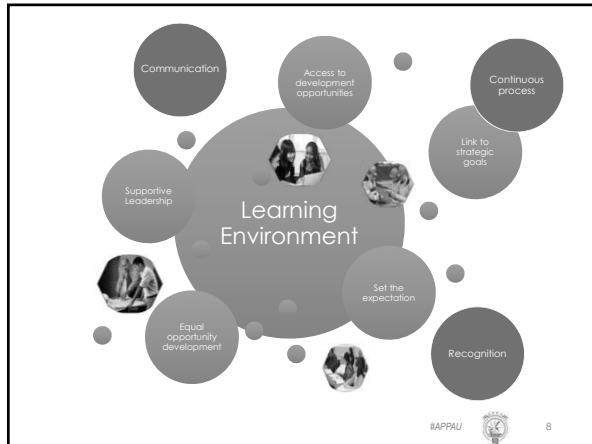 Communication
Access to
development
opportunities
Continuous
process
Link to
strategic
goals
Supportive
Leadership
Learning
Environment
Set the
expectation
Equal
opportunity
development
Recognition
#APPAU
8